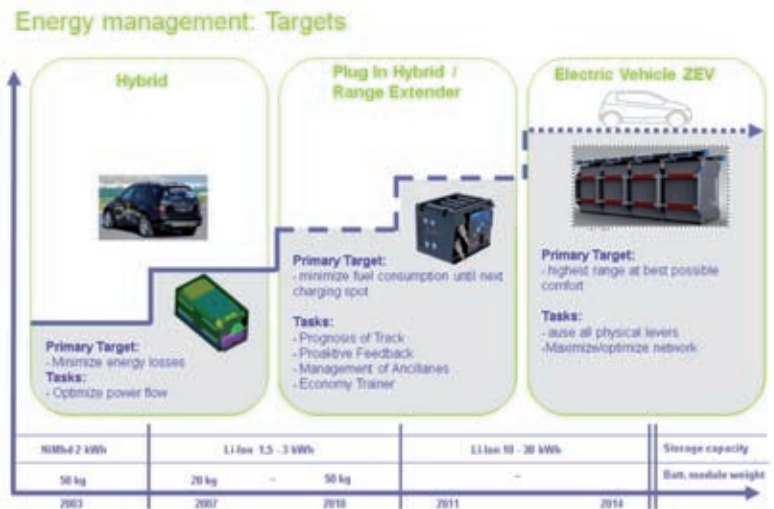 Energy management: Targets
Hybrid
Plug In Hybrid /
Range Extender
Electric Vehicle ZEV
Primary Target:
- Minimize energy losses
Tasks:
- Optimize power flow
Primary Target:
- minimize fuel consumption until next
charging spot
Tasks:
- Prognosis of Track
- Proaktive Feedback
- Management of Ancillaries
- Economy Trainer
Primary Target:
- highest range at best possible
comfort
Tasks:
- ause all physical levers
-Maximize/optimize network
NiMhd 2 kWh
Li-Ion 1,5 - 3 kWh
Li-Ion 10 - 30 kWh
Storage capacity
50 kg
20 kg - 50 kg
-
Batt. module weight
2003 2007 2010 2011 2014